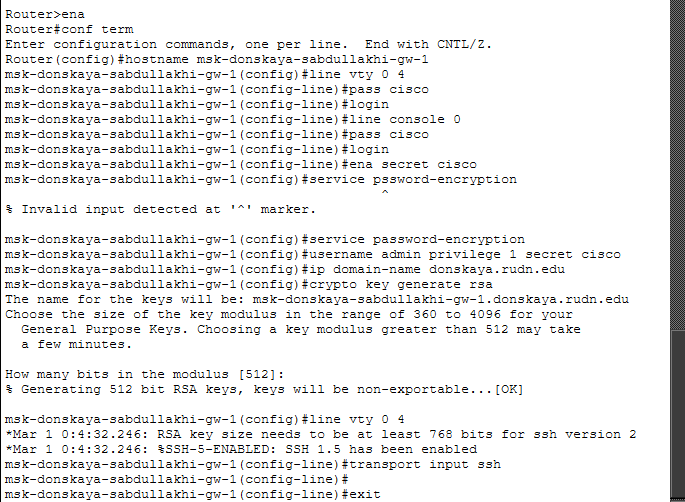 Router>ena
Router#conf term
Enter configuration commands, one per line.  End with CNTL/Z.
Router(config)#hostname msk-donskaya-sabdullakhi-gw-1
msk-donskaya-sabdullakhi-gw-1(config)#line vty 0 4
msk-donskaya-sabdullakhi-gw-1(config-line)#pass cisco
msk-donskaya-sabdullakhi-gw-1(config-line)#login
msk-donskaya-sabdullakhi-gw-1(config-line)#line console 0
msk-donskaya-sabdullakhi-gw-1(config-line)#pass cisco
msk-donskaya-sabdullakhi-gw-1(config-line)#login
msk-donskaya-sabdullakhi-gw-1(config-line)#ena secret cisco
msk-donskaya-sabdullakhi-gw-1(config)#service pssword-encryption
^
% Invalid input detected at '^' marker.
msk-donskaya-sabdullakhi-gw-1(config)#service password-encryption
msk-donskaya-sabdullakhi-gw-1(config)#username admin privilege 1 secret cisco
msk-donskaya-sabdullakhi-gw-1(config)#ip domain-name donskaya.rudn.edu
msk-donskaya-sabdullakhi-gw-1(config)#crypto key generate rsa
The name for the keys will be: msk-donskaya-sabdullakhi-gw-1.donskaya.rudn.edu
Choose the size of the key modulus in the range of 360 to 4096 for your
General Purpose Keys. Choosing a key modulus greater than 512 may take
a few minutes.
How many bits in the modulus [512]:
% Generating 512 bit RSA keys, keys will be non-exportable...[OK]
msk-donskaya-sabdullakhi-gw-1(config)#line vty 0 4
*Mar 1 0:4:32.246: RSA key size needs to be at least 768 bits for ssh version 2
*Mar 1 0:4:32.246: %SSH-5-ENABLED: SSH 1.5 has been enabled
msk-donskaya-sabdullakhi-gw-1(config-line)#transport input ssh
msk-donskaya-sabdullakhi-gw-1(config-line)#
msk-donskaya-sabdullakhi-gw-1(config-line)#exit